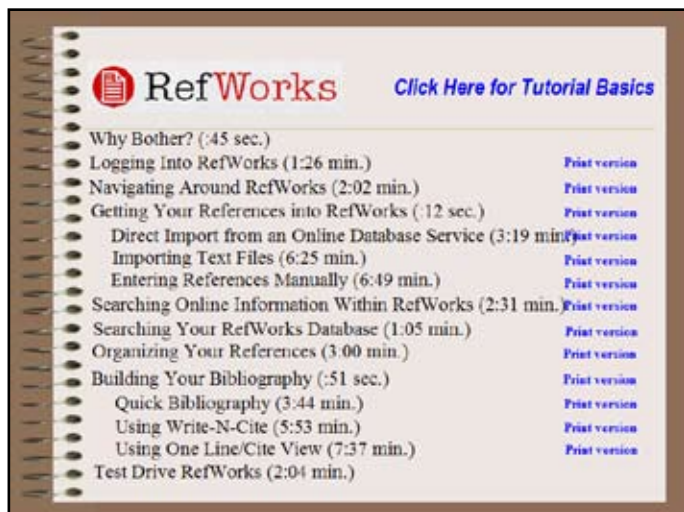 RefWorks Click Here for Tutorial Basics
Why Bother? (:45 sec.)
Logging Into RefWorks (1:26 min.) Print version
Navigating Around RefWorks (2:02 min.) Print version
Getting Your References into RefWorks (:12 sec.) Print version
Direct Import from an Online Database Service (3:19 min.) Print version
Importing Text Files (6:25 min.) Print version
Entering References Manually (6:49 min.) Print version
Searching Online Information Within RefWorks (2:31 min.) Print version
Searching Your RefWorks Database (1:05 min.) Print version
Organizing Your References (3:00 min.) Print version
Building Your Bibliography (:51 sec.) Print version
Quick Bibliography (3:44 min.) Print version
Using Write-N-Cite (5:53 min.) Print version
Using One Line/Cite View (7:37 min.) Print version
Test Drive RefWorks (2:04 min.)